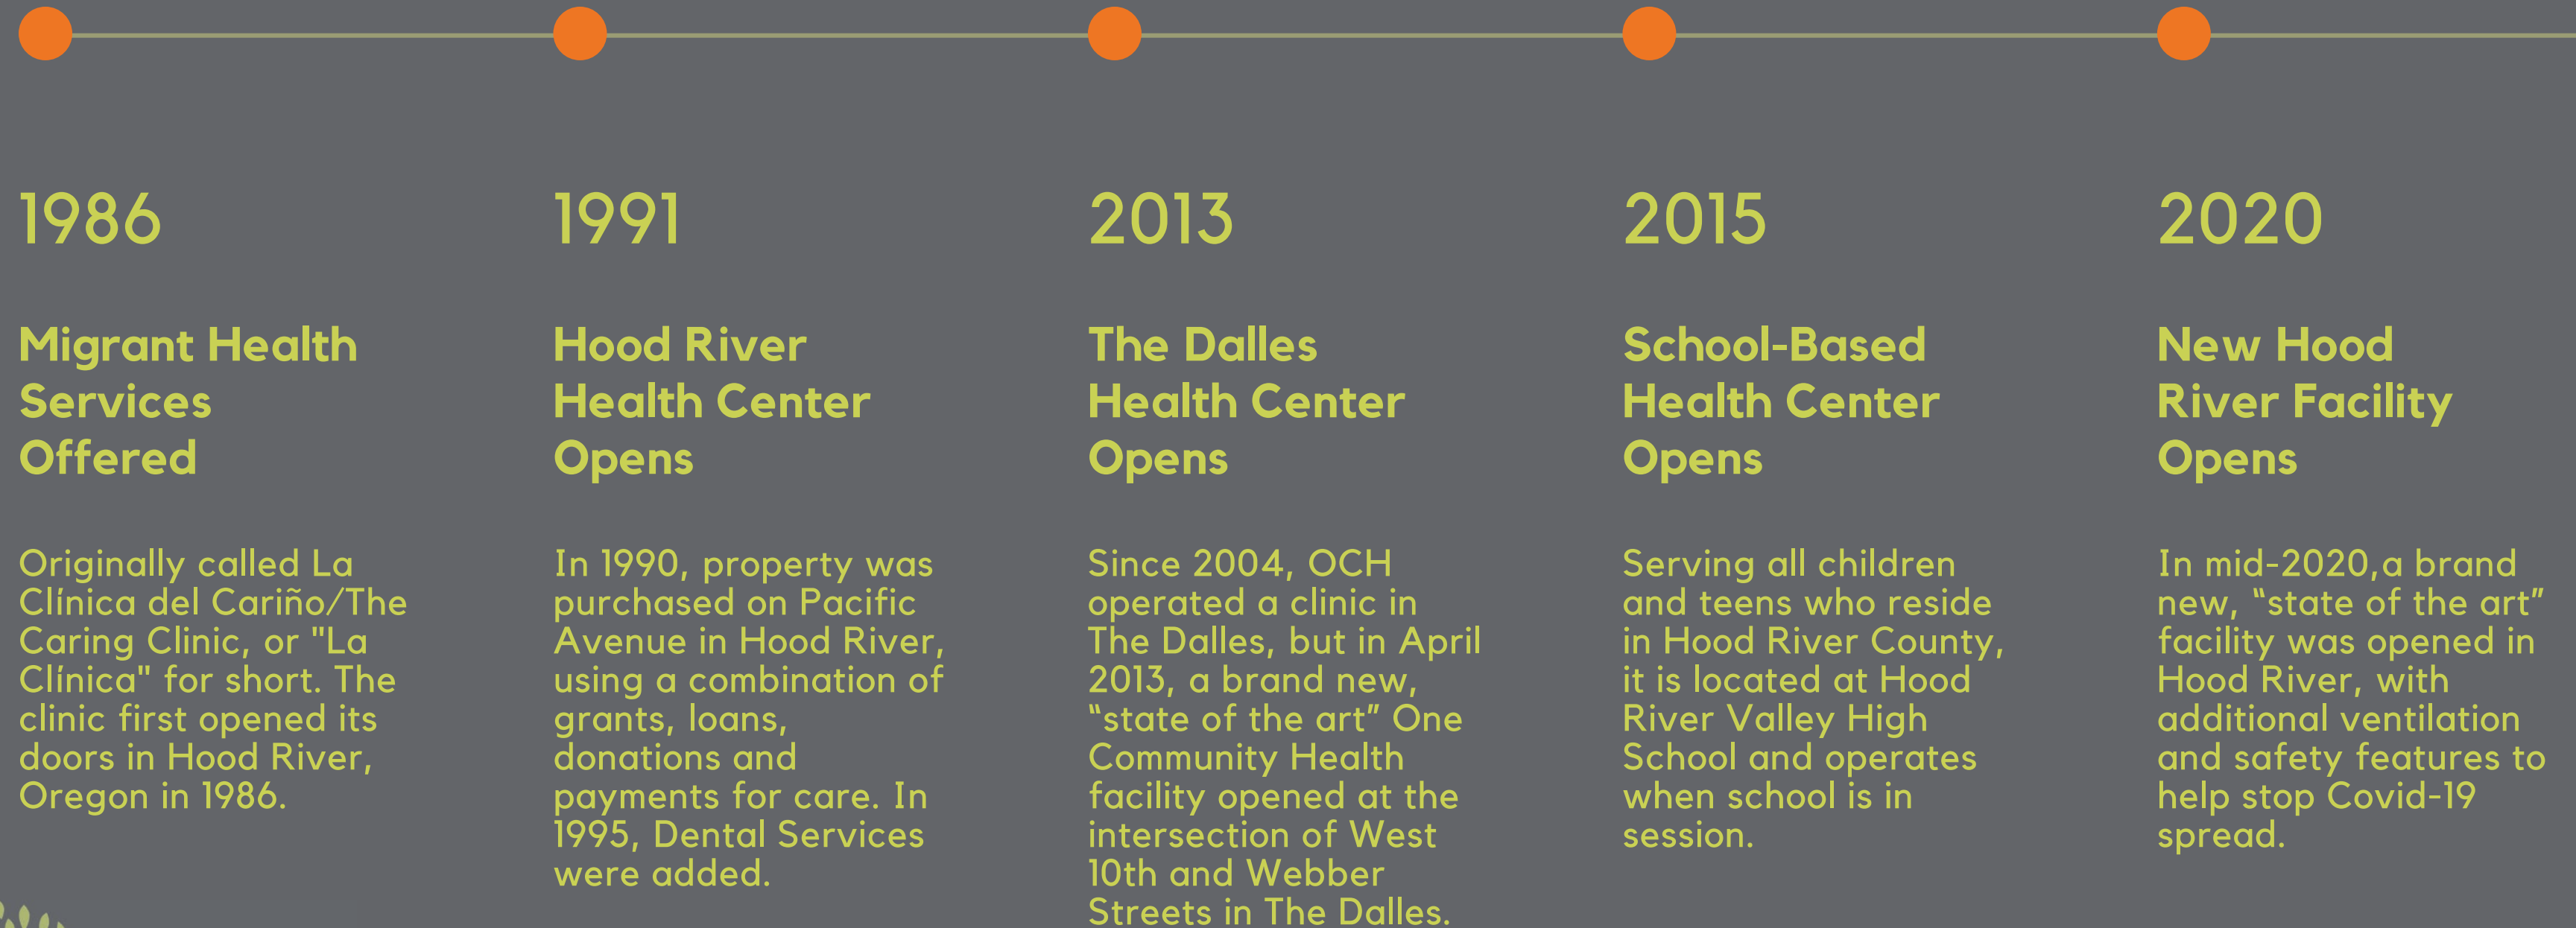 1986
Migrant Health
Services
Offered
Originally called La
Clínica del Cariño/The
Caring Clinic, or "La
Clínica" for short. The
clinic first opened its
doors in Hood River,
Oregon in 1986.
1991
Hood River
Health Center
Opens
In 1990, property was
purchased on Pacific
Avenue in Hood River,
using a combination of
grants, loans,
donations and
payments for care. In
1995, Dental Services
were added.
2013
The Dalles
Health Center
Opens
Since 2004, OCH
operated a clinic in
The Dalles, but in April
2013, a brand new,
“state of the art” One
Community Health
facility opened at the
intersection of West
10th and Webber
Streets in The Dalles.
2015
School-Based
Health Center
Opens
Serving all children
and teens who reside
in Hood River County,
it is located at Hood
River Valley High
School and operates
when school is in
session.
2020
New Hood
River Facility
Opens
In mid-2020,a brand
new, “state of the art”
facility was opened in
Hood River, with
additional ventilation
and safety features to
help stop Covid-19
spread.